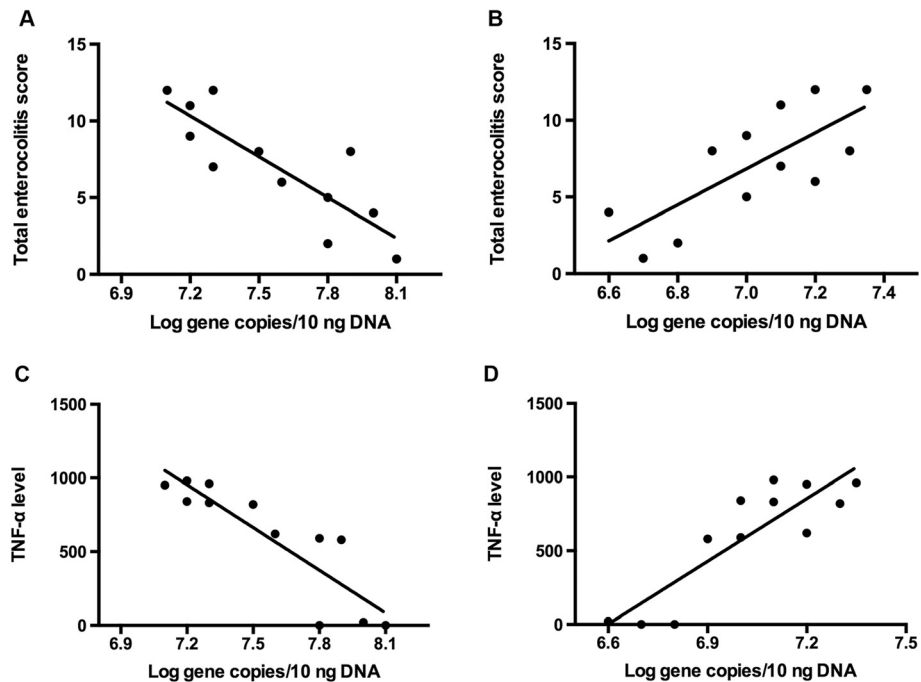 A
Total enterocolitis score
15
10
5
0
6.9 7.2 7.5 7.8 8.1
Log gene copies/10 ng DNA
B
Total enterocolitis score
15
10
5
0
6.6 6.8 7.0 7.2 7.4
Log gene copies/10 ng DNA
C
TNF-α level
1500
1000
500
0
6.9 7.2 7.5 7.8 8.1
Log gene copies/10 ng DNA
D
TNF-α level
1500
1000
500
0
6.6 6.9 7.2 7.5
Log gene copies/10 ng DNA